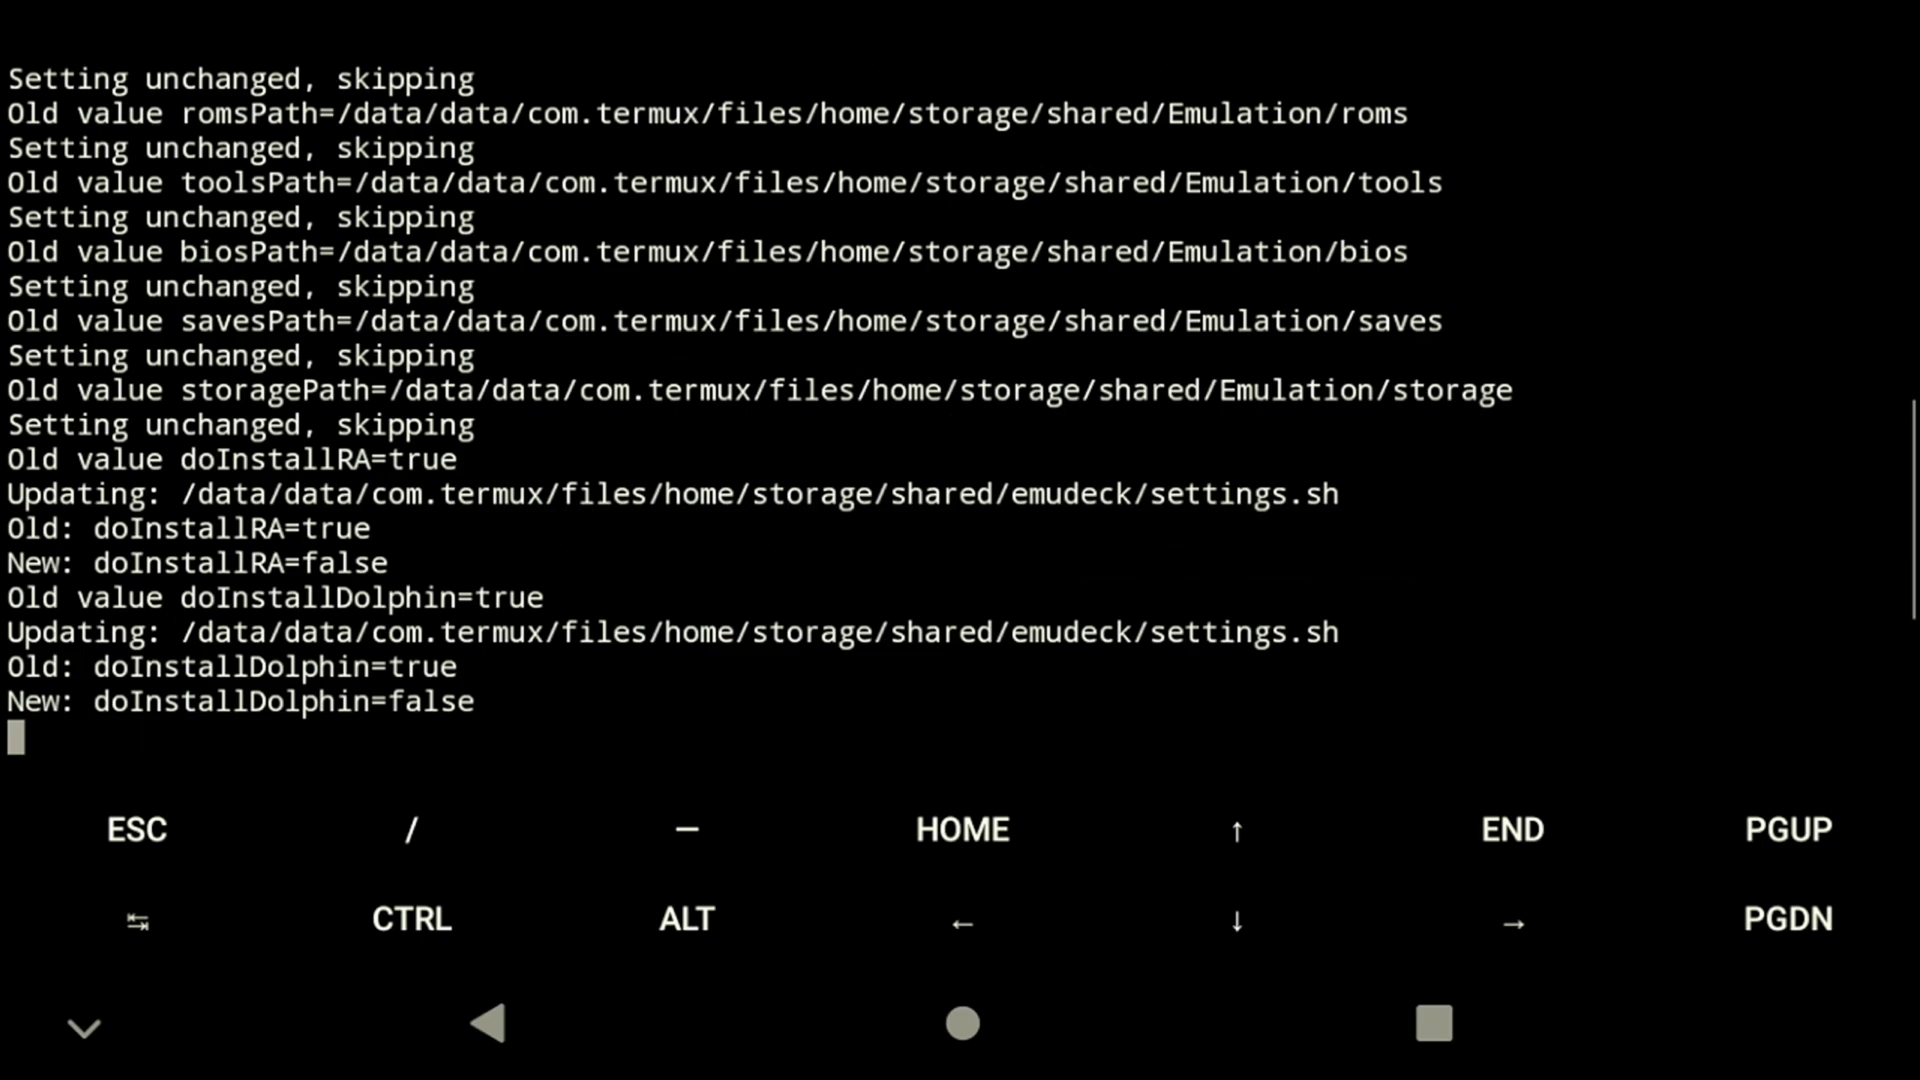 Setting unchanged, skipping
Old value romsPath=/data/data/com.termux/files/home/storage/shared/Emulation/roms
Setting unchanged, skipping
Old value toolsPath=/data/data/com.termux/files/home/storage/shared/Emulation/tools
Setting unchanged, skipping
Old value biosPath=/data/data/com.termux/files/home/storage/shared/Emulation/bios
Setting unchanged, skipping
Old value savesPath=/data/data/com.termux/files/home/storage/shared/Emulation/saves
Setting unchanged, skipping
Old value storagePath=/data/data/com.termux/files/home/storage/shared/Emulation/storage
Setting unchanged, skipping
Old value doInstallRA=true
Updating: /data/data/com.termux/files/home/storage/shared/emudeck/settings.sh
Old: doInstallRA=true
New: doInstallRA=false
Old value doInstallDolphin=true
Updating: /data/data/com.termux/files/home/storage/shared/emudeck/settings.sh
Old: doInstallDolphin=true
New: doInstallDolphin=false
ESC / — HOME ↑ END PGUP
↹ CTRL ALT ← ↓ → PGDN